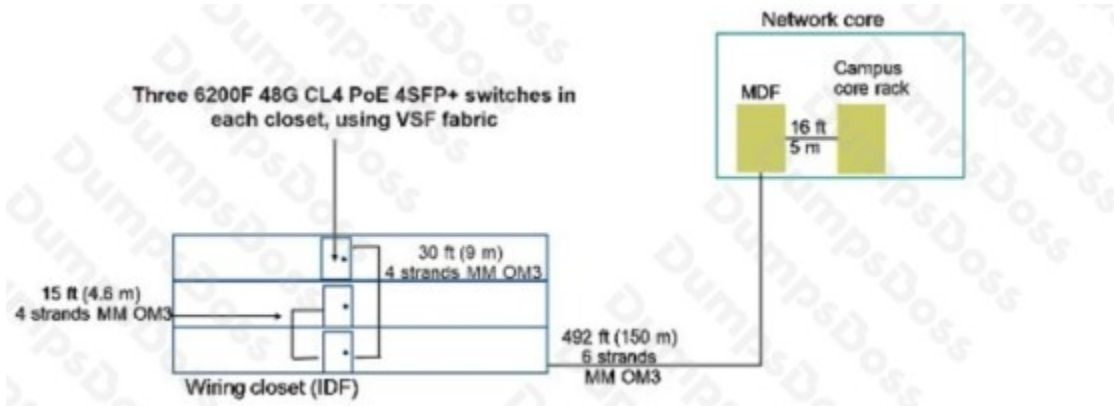 Network core
Three 6200F 48G CL4 PoE 4SFP+ switches in
each closet, using VSF fabric
MDF
Campus
core rack
16 ft
5 m
30 ft (9 m)
4 strands MM OM3
15 ft (4.6 m)
4 strands MM OM3
492 ft (150 m)
6 strands
MM OM3
Wiring closet (IDF)
DumpsDoss